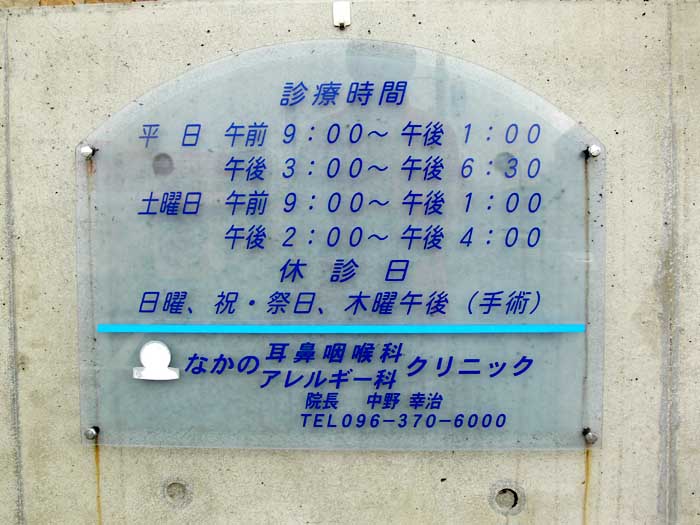 診療時間
平 日 午前 9:00〜 午後 1:00
午後 3:00〜 午後 6:30
土曜日 午前 9:00〜 午後 1:00
午後 2:00〜 午後 4:00
休 診 日
日曜、祝・祭日、木曜午後 (手術)
なかの 耳鼻咽喉科 アレルギー科 クリニック
院長 中野 幸治
TEL096-370-6000